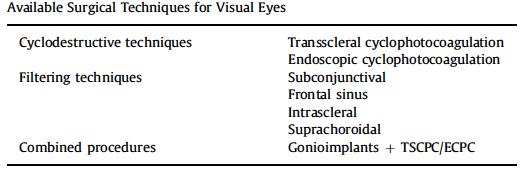 Available Surgical Techniques for Visual Eyes
Cyclodestructive techniques Transscleral cyclophotocoagulation
Endoscopic cyclophotocoagulation
Filtering techniques Subconjunctival
Frontal sinus
Intrascleral
Suprachoroidal
Combined procedures Gonioimplants + TSCPC/ECPC